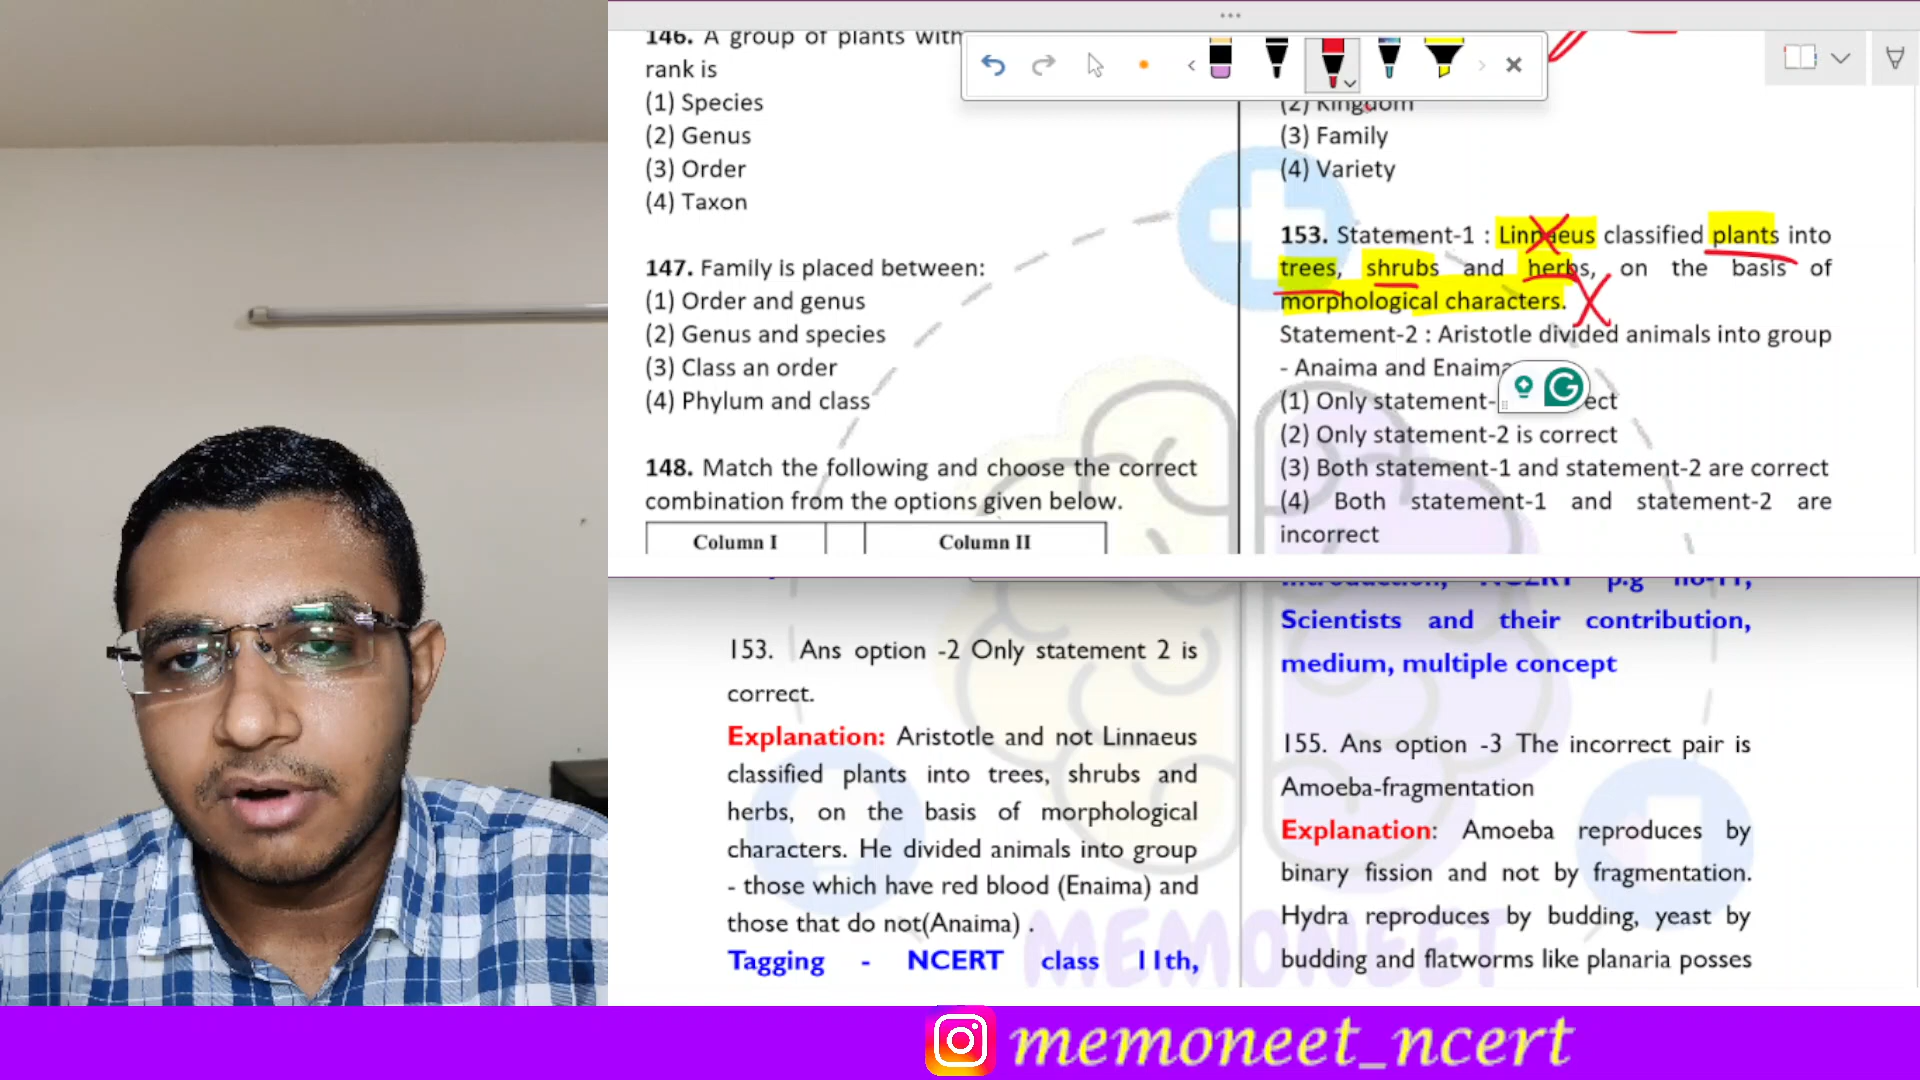 146. A group of plants with
rank is
(1) Species
(2) Genus
(3) Order
(4) Taxon
147. Family is placed between:
(1) Order and genus
(2) Genus and species
(3) Class an order
(4) Phylum and class
148. Match the following and choose the correct
combination from the options given below.
Column I Column II
(2) Kingdom
(3) Family
(4) Variety
153. Statement-1 : Linnaeus classified plants into
trees, shrubs and herbs, on the basis of
morphological characters.
Statement-2 : Aristotle divided animals into group
- Anaima and Enaima
(1) Only statement- ect
(2) Only statement-2 is correct
(3) Both statement-1 and statement-2 are correct
(4) Both statement-1 and statement-2 are
incorrect
153. Ans option -2 Only statement 2 is
correct.
Explanation: Aristotle and not Linnaeus
classified plants into trees, shrubs and
herbs, on the basis of morphological
characters. He divided animals into group
- those which have red blood (Enaima) and
those that do not(Anaima) .
Tagging - NCERT class 11th,
Introduction, NCERT p.g no-11,
Scientists and their contribution,
medium, multiple concept
155. Ans option -3 The incorrect pair is
Amoeba-fragmentation
Explanation: Amoeba reproduces by
binary fission and not by fragmentation.
Hydra reproduces by budding, yeast by
budding and flatworms like planaria posses
MEMONEET
memoneet_ncert